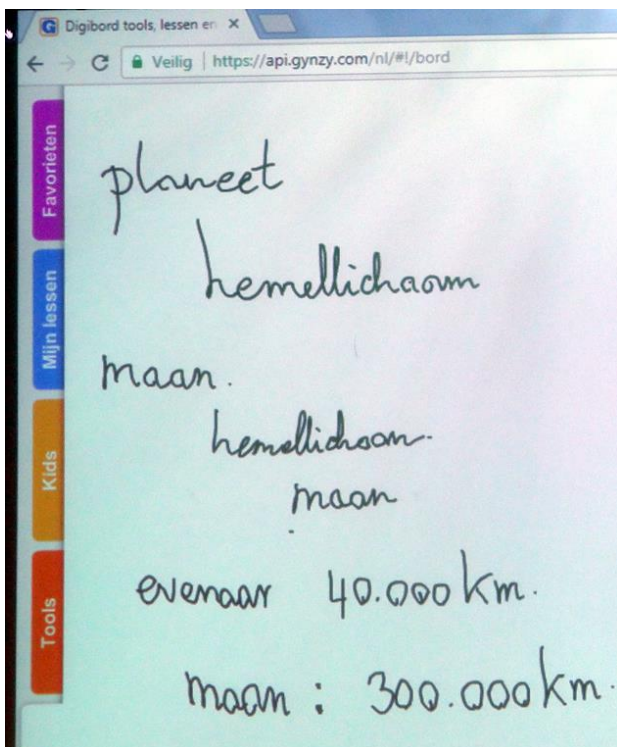 Digibord tools, lessen en
Veilig | https://api.gynzy.com/nl/#!/bord
Favorieten
Mijn lessen
Kids
Tools
planeet
hemellichaam
maan.
hemellichaam.
maan
evenaar 40.000 km.
maan : 300.000 km.